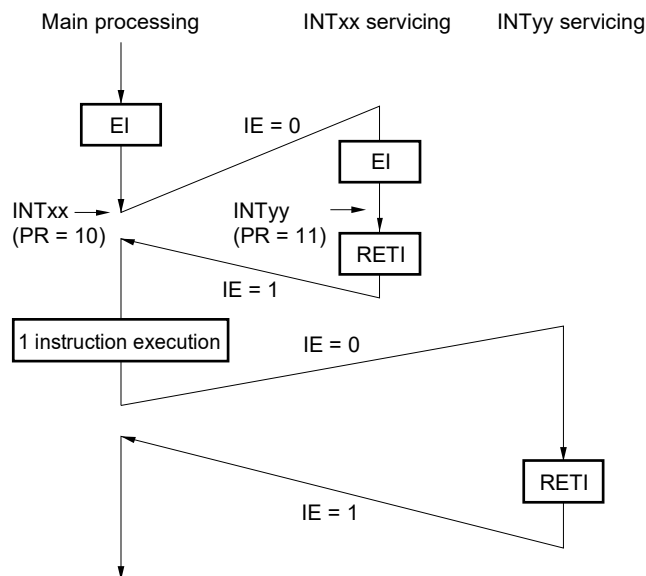 Main processing
INTxx servicing
INTyy servicing
EI
IE = 0
EI
INTxx
(PR = 10)
INTyy
(PR = 11)
RETI
IE = 1
1 instruction execution
IE = 0
RETI
IE = 1